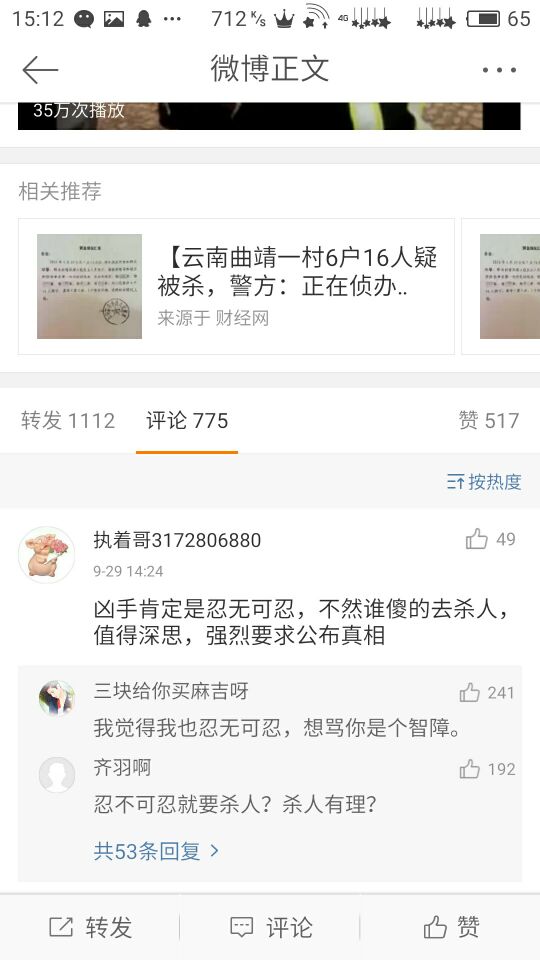 15:12
712 K/s
4G
65
微博正文
35万次播放
相关推荐
【云南曲靖一村6户16人疑
被杀，警方：正在侦办..
来源于 财经网
转发 1112
评论 775
赞 517
按热度
执着哥3172806880
49
9-29 14:24
凶手肯定是忍无可忍，不然谁傻的去杀人，
值得深思，强烈要求公布真相
三块给你买麻吉呀
241
我觉得我也忍无可忍，想骂你是个智障。
齐羽啊
192
忍不可忍就要杀人？杀人有理？
共53条回复
转发
评论
赞